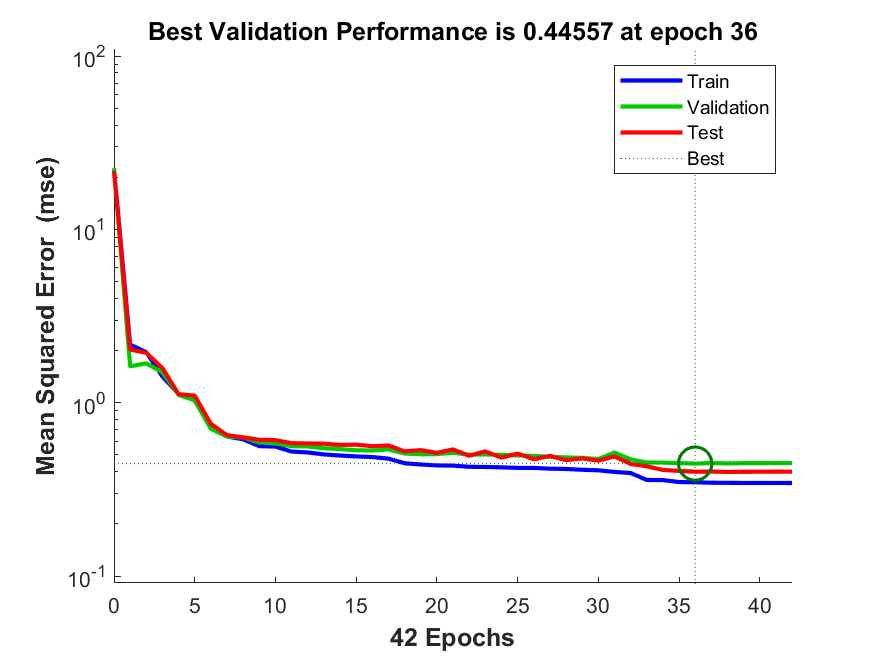 Best Validation Performance is 0.44557 at epoch 36
10^2
10^1
10^0
10^-1
Mean Squared Error (mse)
Train
Validation
Test
Best
0 5 10 15 20 25 30 35 40
42 Epochs